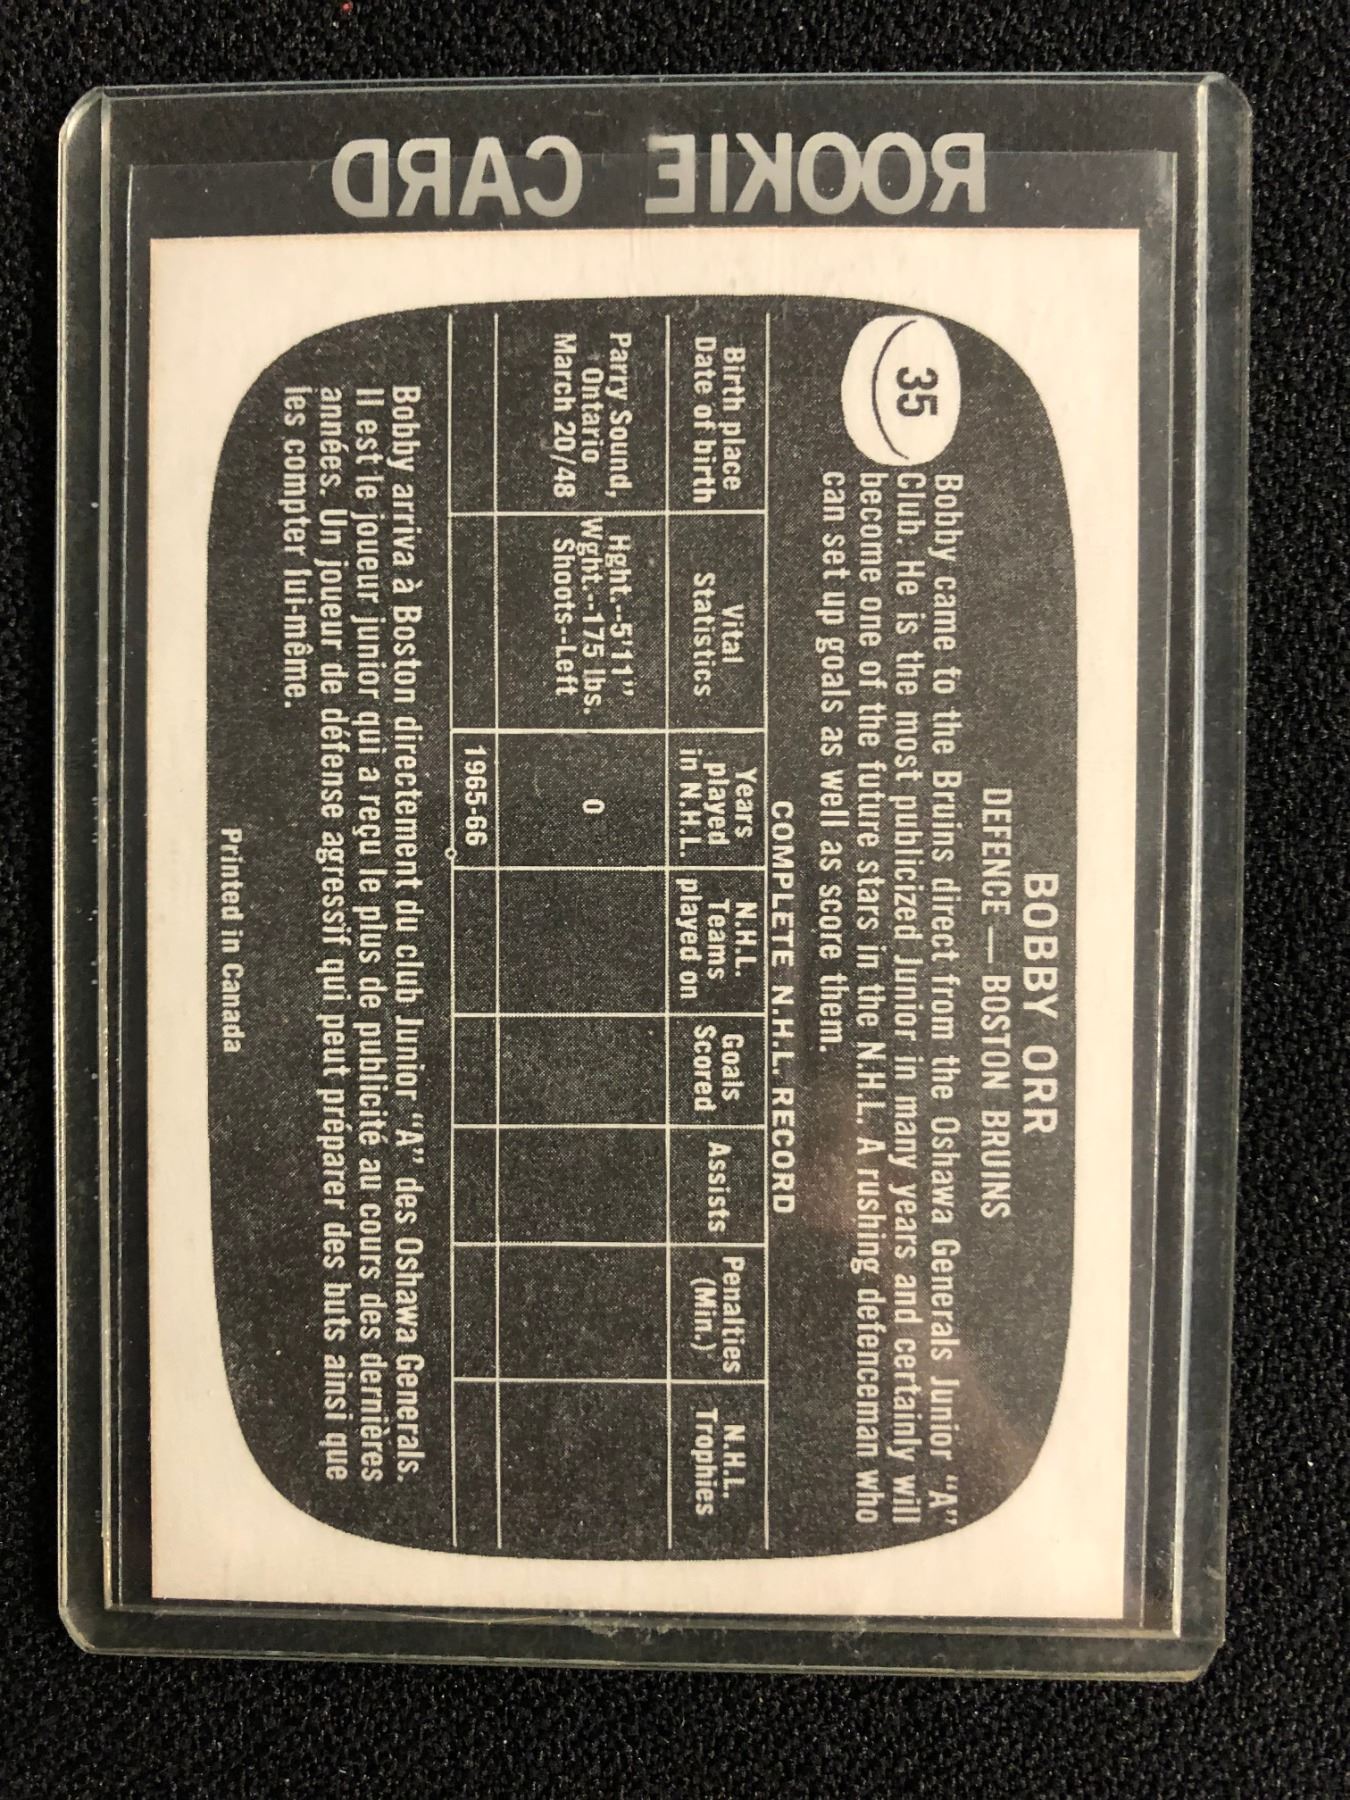 ROOKIE CARD
35
BOBBY ORR
DEFENCE — BOSTON BRUINS
Bobby came to the Bruins direct from the Oshawa Generals Junior "A"
Club. He is the most publicized Junior in many years and certainly will
become one of the future stars in the N.H.L. A rushing defenceman who
can set up goals as well as score them.
COMPLETE N.H.L. RECORD
Birth place
Date of birth
Vital
Statistics
Years
played
in N.H.L.
N.H.L.
Teams
played on
Goals
Scored
Assists
Penalties
(Min.)
N.H.L.
Trophies
Parry Sound,
Ontario
March 20/48
Hght.--5'11"
Wght.--175 lbs.
Shoots--Left
0
1965-66
Bobby arriva à Boston directement du club Junior "A" des Oshawa Generals.
Il est le joueur junior qui a reçu le plus de publicité au cours des dernières
années. Un joueur de défense agressif qui peut préparer des buts ainsi que
les compter lui-même.
Printed in Canada